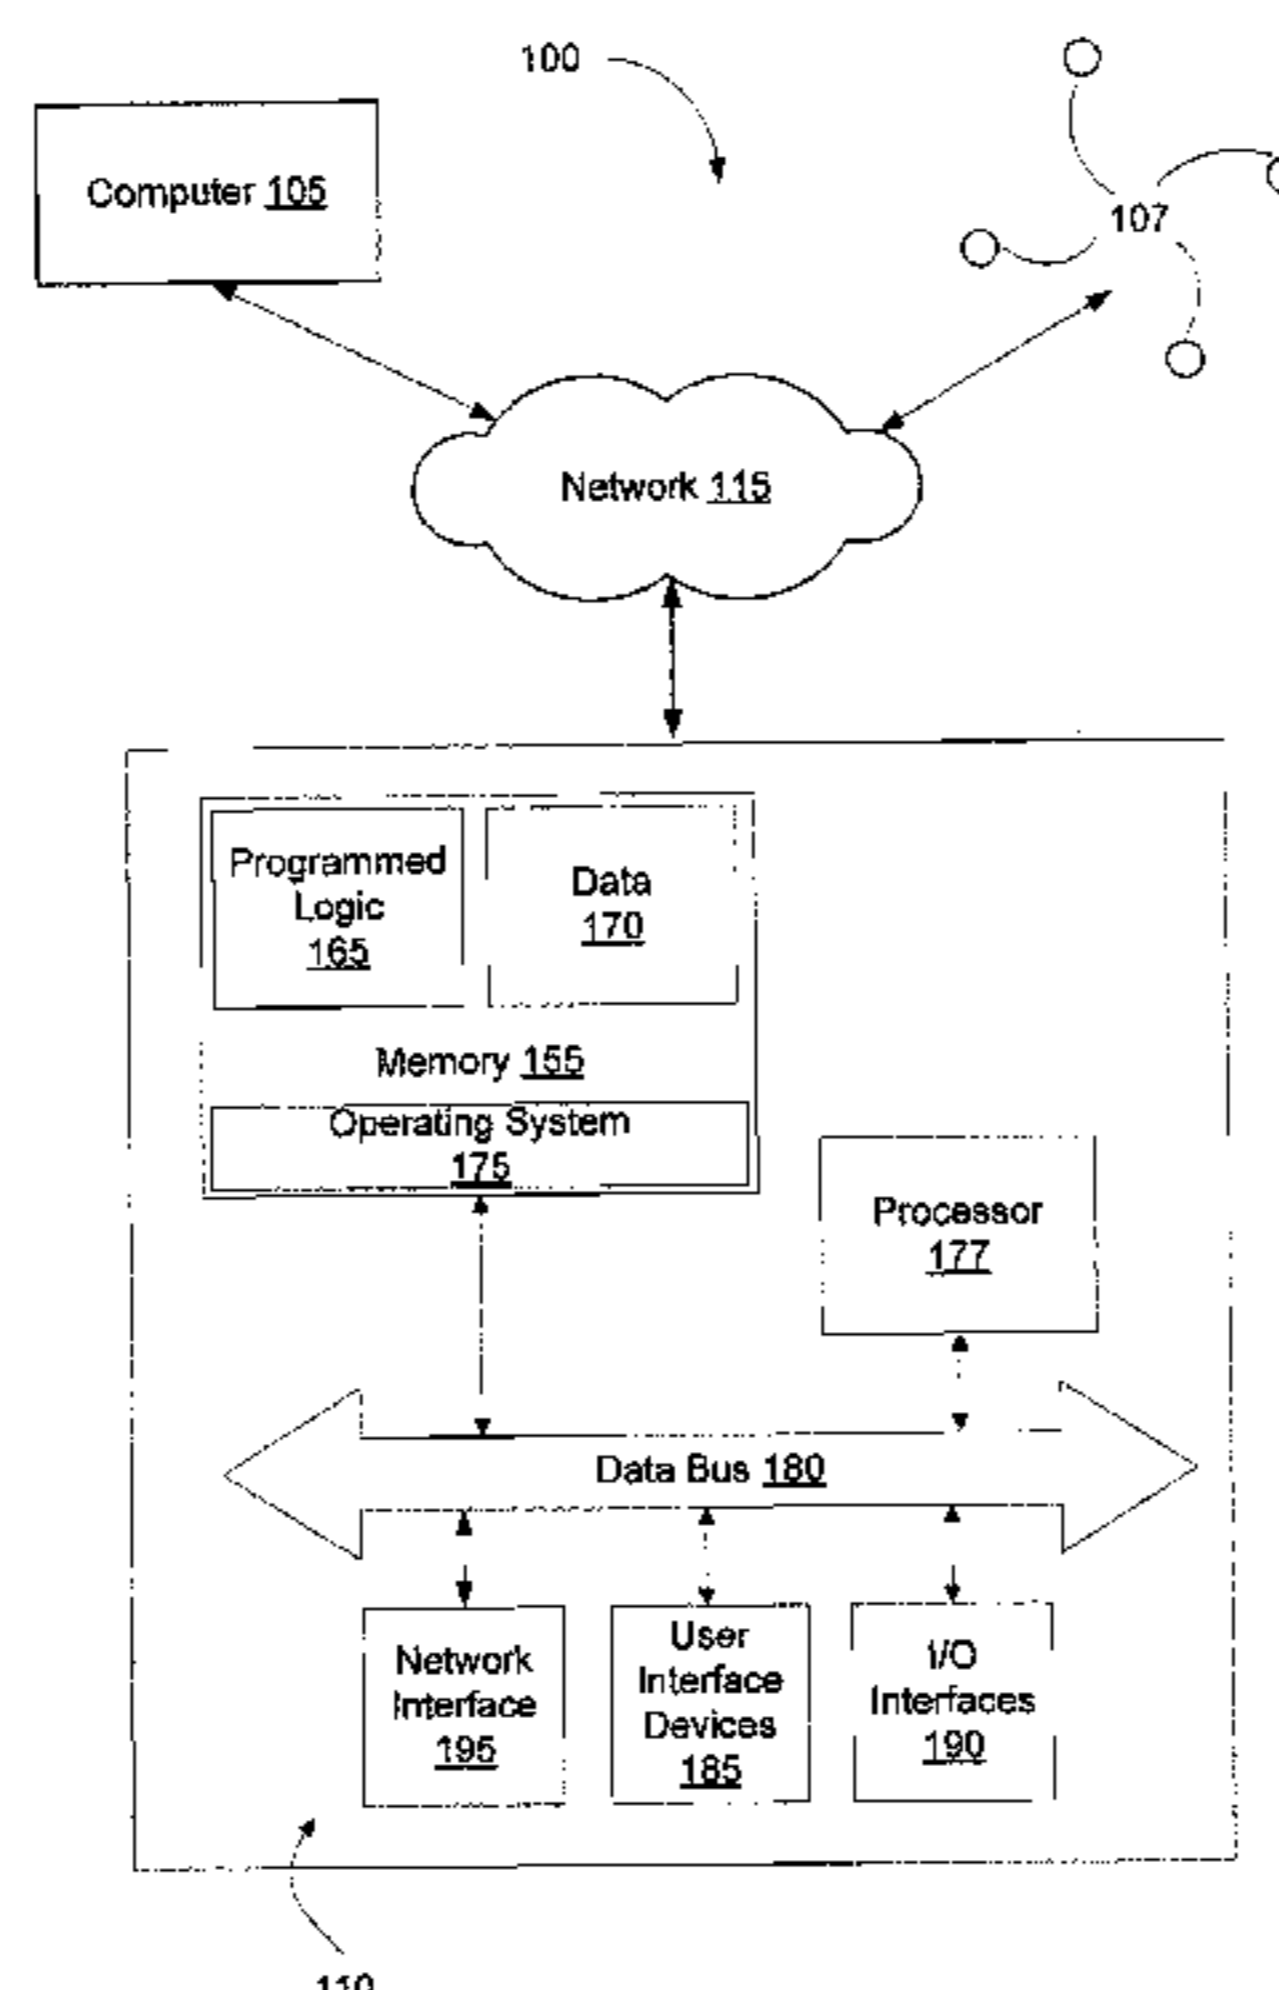 100
Computer 105
107
Network 115
Programmed
Logic
165
Data
170
Memory 155
Operating System
175
Processor
177
Data Bus 180
Network
Interface
195
User
Interface
Devices
185
I/O
Interfaces
190
110